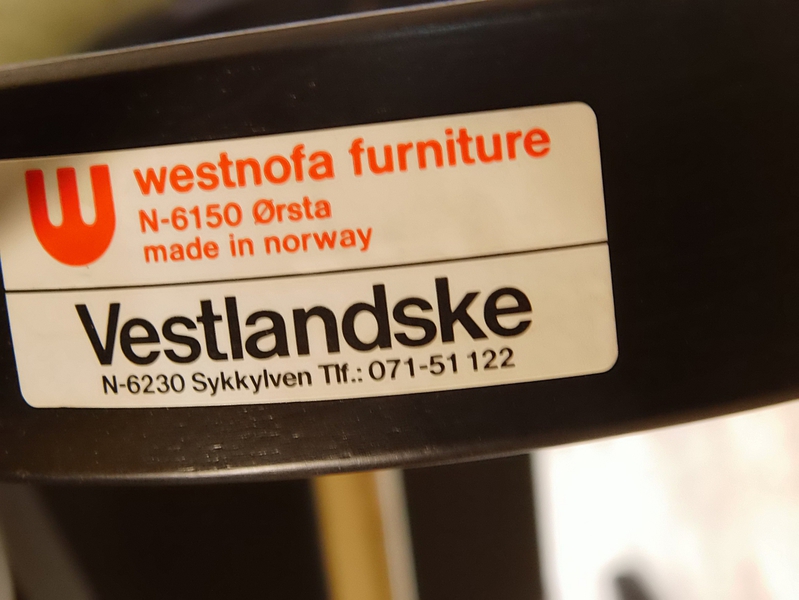 westnofa furniture
N-6150 Ørsta
made in norway
Vestlandske
N-6230 Sykkylven Tlf.: 071-51 122